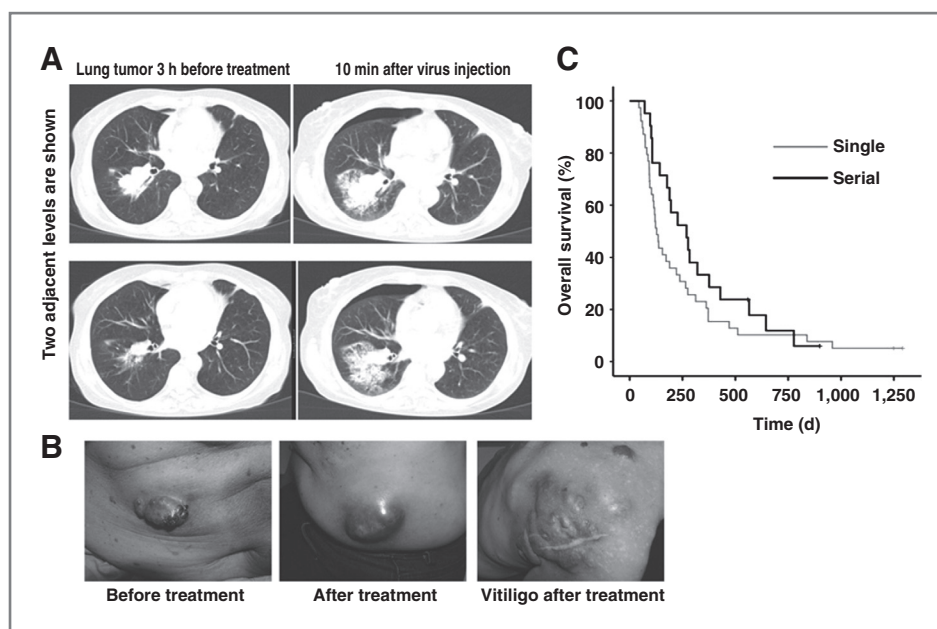 A
Lung tumor 3 h before treatment
10 min after virus injection
Two adjacent levels are shown
B
Before treatment
After treatment
Vitiligo after treatment
C
Overall survival (%)
100
80
60
40
20
0
0 250 500 750 1,000 1,250
Time (d)
Single
Serial